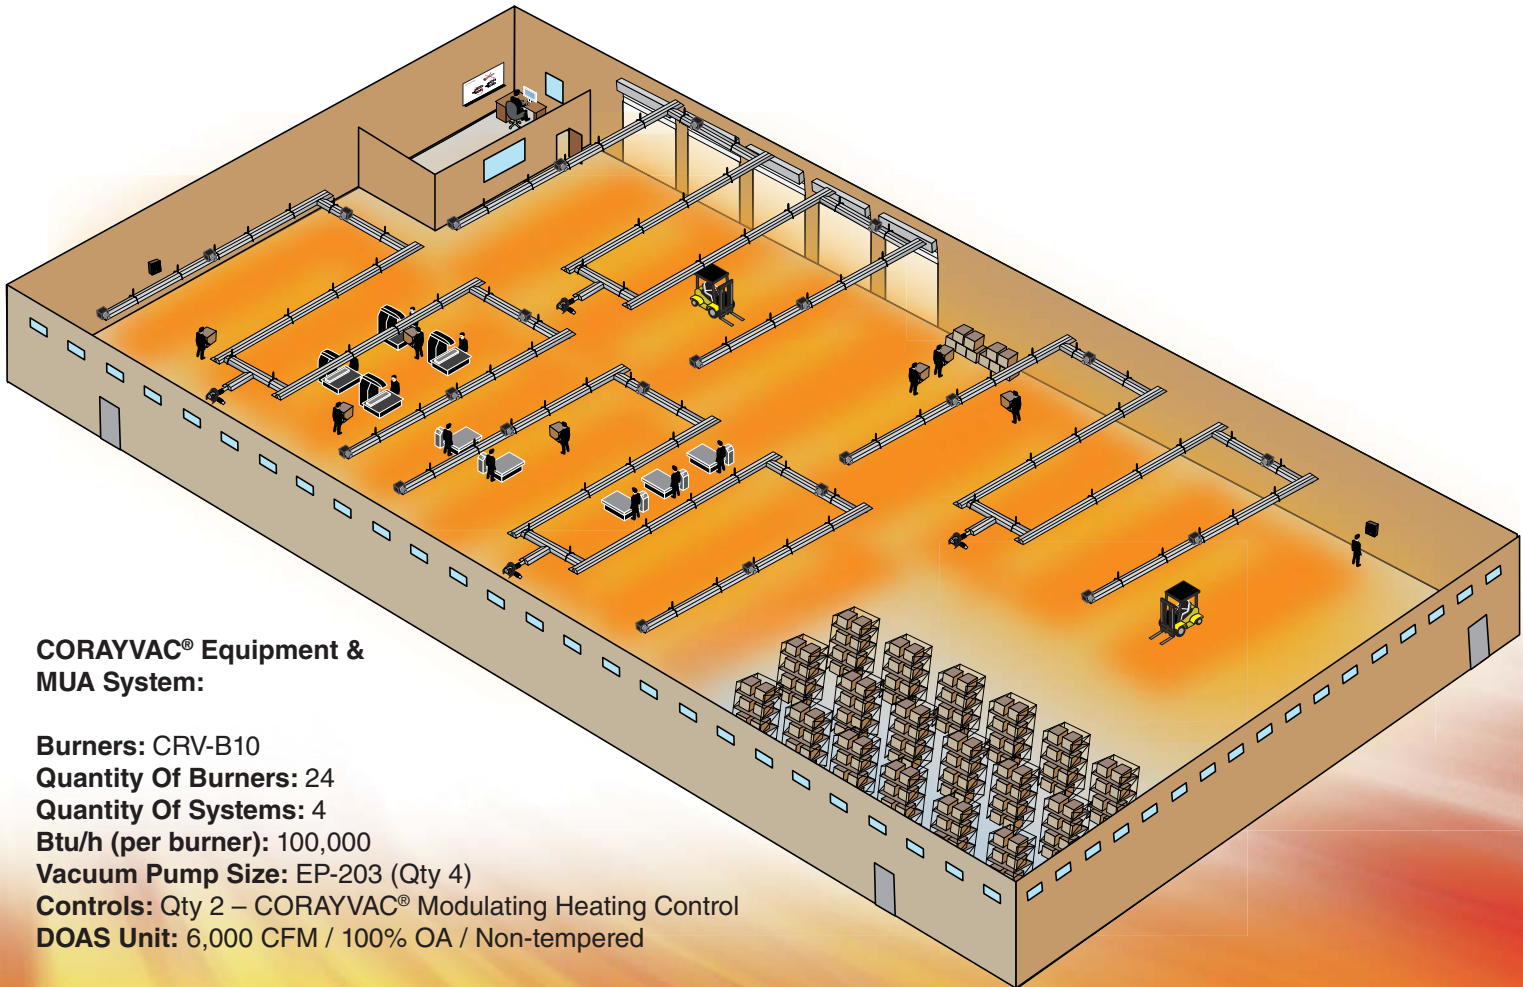 CORAYVAC® Equipment &
MUA System:
Burners: CRV-B10
Quantity Of Burners: 24
Quantity Of Systems: 4
Btu/h (per burner): 100,000
Vacuum Pump Size: EP-203 (Qty 4)
Controls: Qty 2 – CORAYVAC® Modulating Heating Control
DOAS Unit: 6,000 CFM / 100% OA / Non-tempered